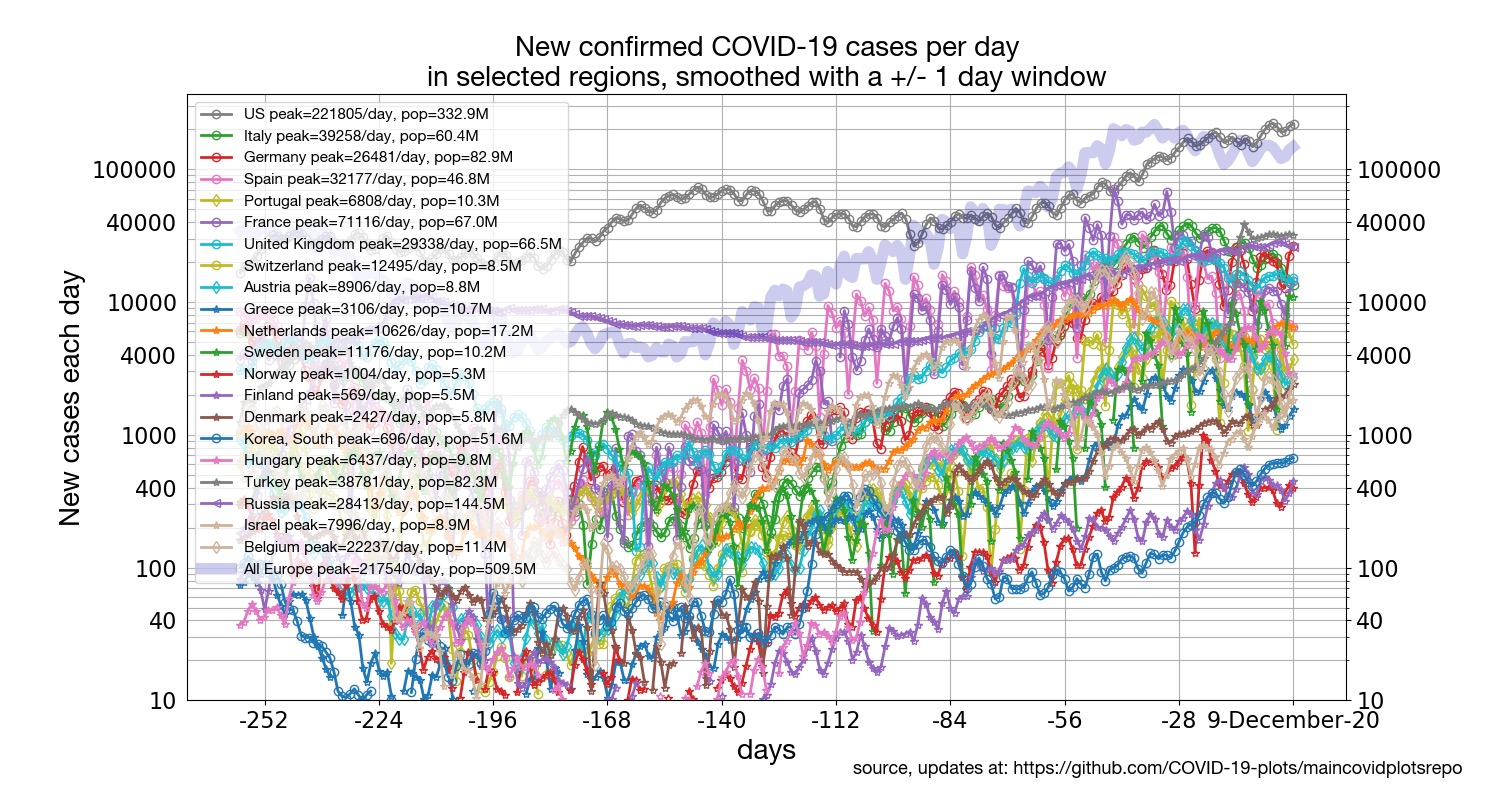 New confirmed COVID-19 cases per day
in selected regions, smoothed with a +/- 1 day window
US peak=221805/day, pop=332.9M
Italy peak=39258/day, pop=60.4M
Germany peak=26481/day, pop=82.9M
Spain peak=32177/day, pop=46.8M
Portugal peak=6808/day, pop=10.3M
France peak=71116/day, pop=67.0M
United Kingdom peak=29338/day, pop=66.5M
Switzerland peak=12495/day, pop=8.5M
Austria peak=8906/day, pop=8.8M
Greece peak=3106/day, pop=10.7M
Netherlands peak=10626/day, pop=17.2M
Sweden peak=11176/day, pop=10.2M
Norway peak=1004/day, pop=5.3M
Finland peak=569/day, pop=5.5M
Denmark peak=2427/day, pop=5.8M
Korea, South peak=696/day, pop=51.6M
Hungary peak=6437/day, pop=9.8M
Turkey peak=38781/day, pop=82.3M
Russia peak=28413/day, pop=144.5M
Israel peak=7996/day, pop=8.9M
Belgium peak=22237/day, pop=11.4M
All Europe peak=217540/day, pop=509.5M
New cases each day
100000
40000
10000
4000
1000
400
100
40
10
100000
40000
10000
4000
1000
400
100
40
10
-252 -224 -196 -168 -140 -112 -84 -56 -28 9-December-20
days
source, updates at: https://github.com/COVID-19-plots/maincovidplotsrepo